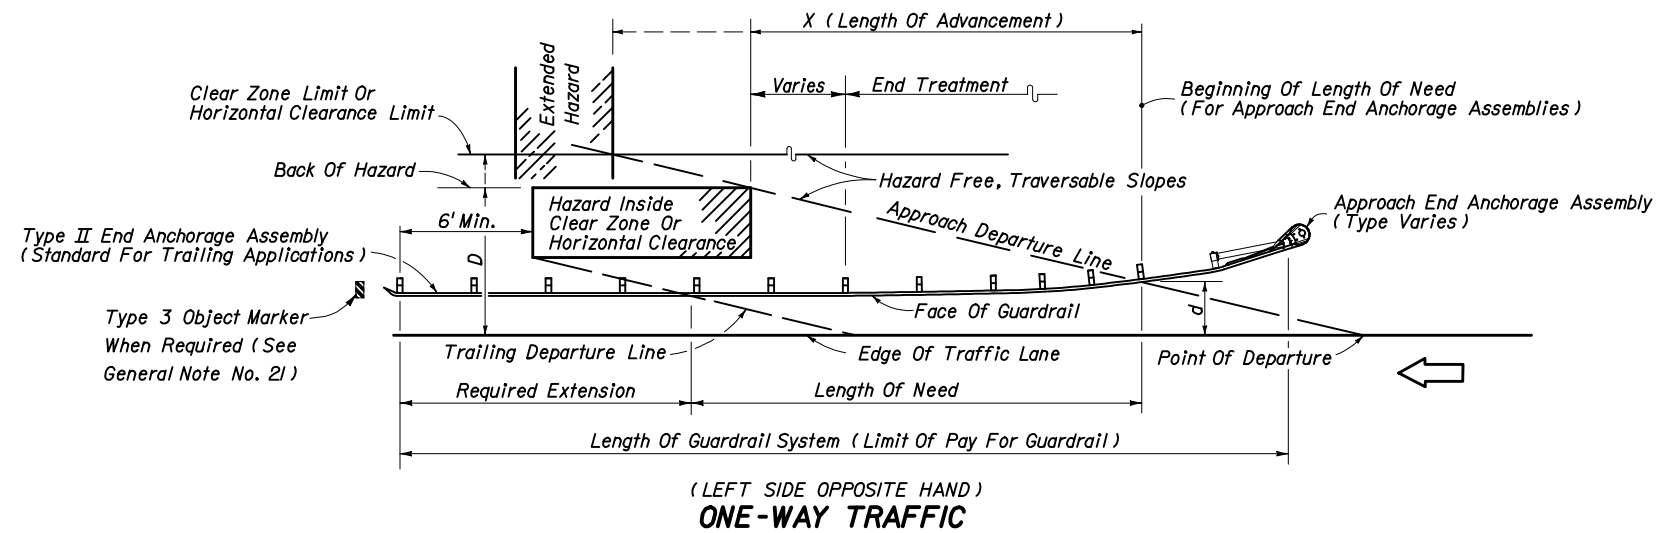 X (Length Of Advancement)
Extended
Hazard
Varies
End Treatment
Clear Zone Limit Or
Horizontal Clearance Limit
Beginning Of Length Of Need
(For Approach End Anchorage Assemblies)
Back Of Hazard
Hazard Free, Traversable Slopes
Hazard Inside
Clear Zone Or
Horizontal Clearance
6' Min.
Approach Departure Line
Approach End Anchorage Assembly
(Type Varies)
Type II End Anchorage Assembly
(Standard For Trailing Applications)
D
d
Face Of Guardrail
Type 3 Object Marker
When Required (See
General Note No. 21)
Trailing Departure Line
Edge Of Traffic Lane
Point Of Departure
Required Extension
Length Of Need
Length Of Guardrail System (Limit Of Pay For Guardrail)
(LEFT SIDE OPPOSITE HAND)
ONE-WAY TRAFFIC